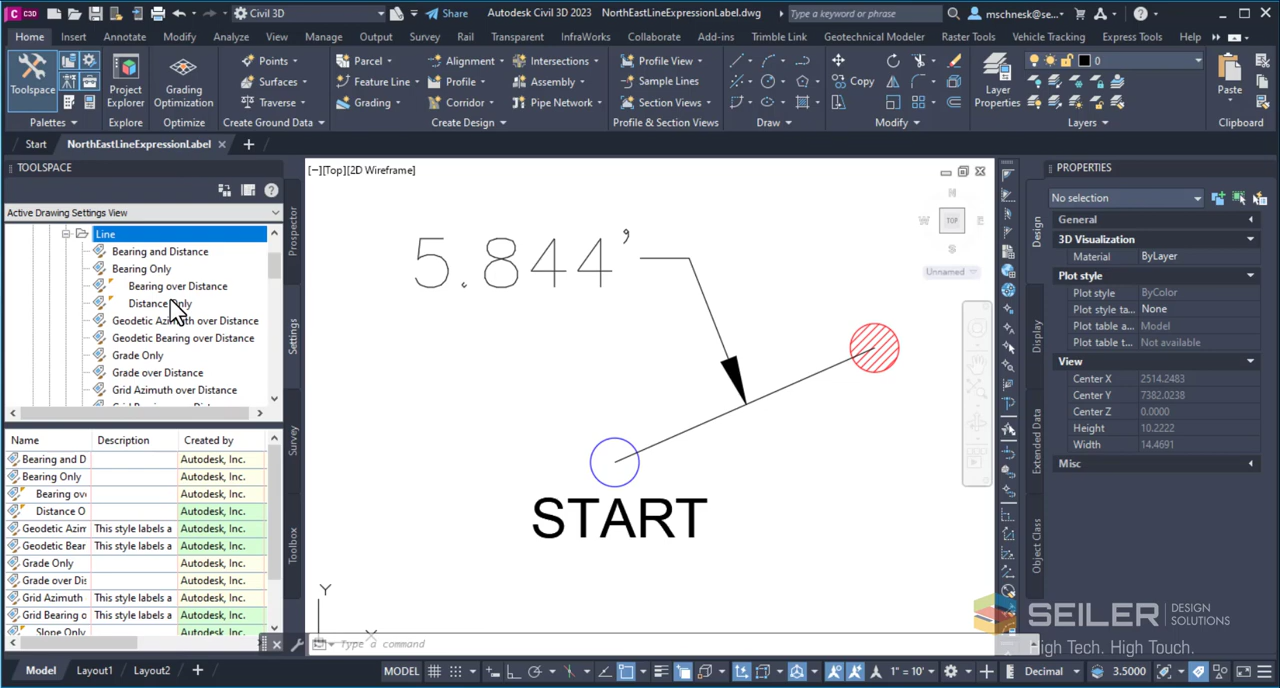 C3D
Civil 3D
Share
Autodesk Civil 3D 2023
NorthEastLineExpressionLabel.dwg
Type a keyword or phrase
mschnesk@se...
Home Insert Annotate Modify Analyze View Manage Output Survey Rail Transparent InfraWorks Collaborate Add-ins Trimble Link Geotechnical Modeler Raster Tools Vehicle Tracking Express Tools Help
Toolspace
Project Explorer
Grading Optimization
Points
Surfaces
Traverse
Parcel
Feature Line
Grading
Alignment
Profile
Corridor
Intersections
Assembly
Pipe Network
Profile View
Sample Lines
Section Views
Copy
Layer Properties
0
Paste
Palettes Explore Optimize Create Ground Data Create Design Profile & Section Views Draw Modify Layers Clipboard
Start NorthEastLineExpressionLabel
TOOLSPACE
Active Drawing Settings View
Line
Bearing and Distance
Bearing Only
Bearing over Distance
Geodetic Azimuth over Distance
Geodetic Bearing over Distance
Grade Only
Grade over Distance
Grid Azimuth over Distance
Name Description Created by
Bearing and D Autodesk, Inc.
Bearing Only Autodesk, Inc.
Bearing ov Autodesk, Inc.
Distance O Autodesk, Inc.
Geodetic Azim This style labels a Autodesk, Inc.
Geodetic Bear This style labels a Autodesk, Inc.
Grade Only Autodesk, Inc.
Grade over Dis Autodesk, Inc.
Grid Azimuth This style labels a Autodesk, Inc.
Grid Bearing o This style labels a Autodesk, Inc.
Slope Only Autodesk, Inc.
Prospector
Settings
Survey
Toolbox
[−][Top][2D Wireframe]
5.844'
START
N
W TOP E
S
Unnamed
Y
X
Type a command
PROPERTIES
No selection
General
3D Visualization
Material ByLayer
Plot style
Plot style ByColor
Plot style ta... None
Plot table a... Model
Plot table t... Not available
View
Center X 2514.2483
Center Y 7382.0238
Center Z 0.0000
Height 10.2222
Width 14.4691
Misc
Design
Display
Extended Data
Object Class
SEILER DESIGN SOLUTIONS
High Tech. High Touch.
Model Layout1 Layout2
MODEL
1" = 10'
Decimal
3.5000